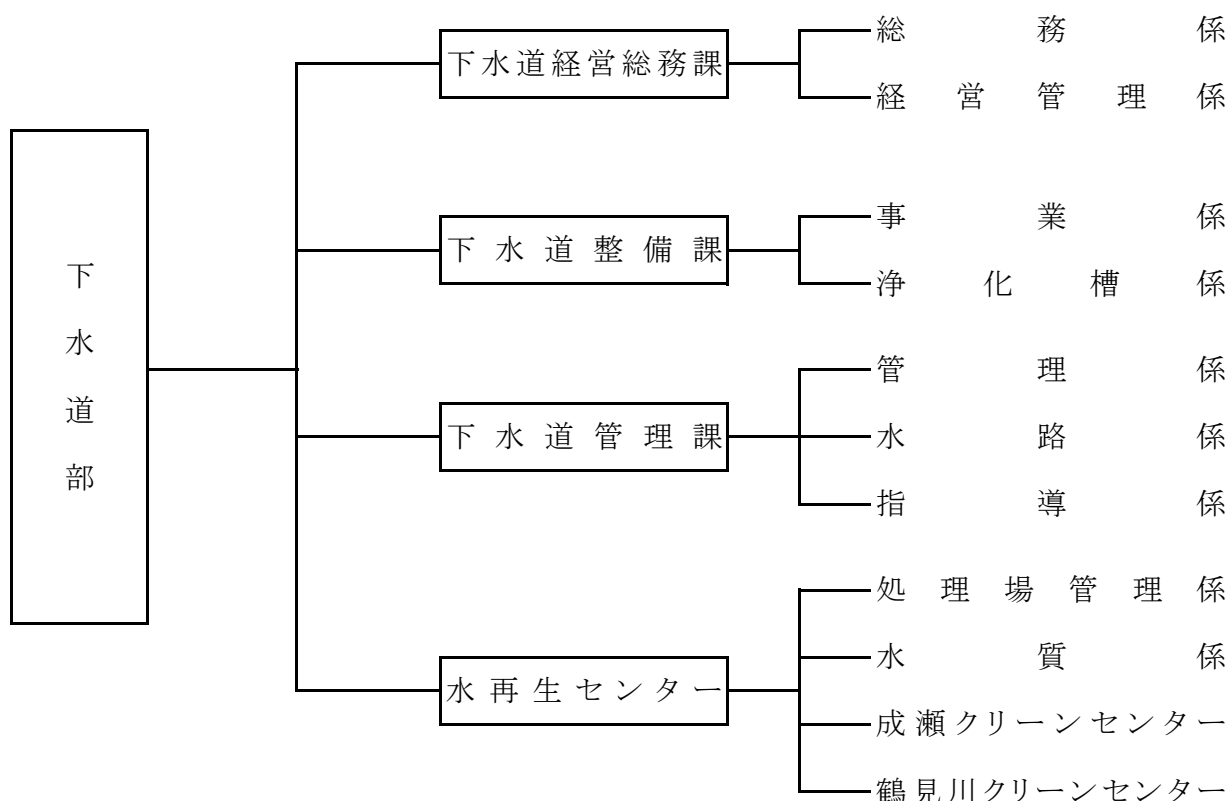 下水道部
下水道経営総務課
総務係
経営管理係
下水道整備課
事業係
浄化槽係
下水道管理課
管理係
水路係
指導係
水再生センター
処理場管理係
水質係
成瀬クリーンセンター
鶴見川クリーンセンター